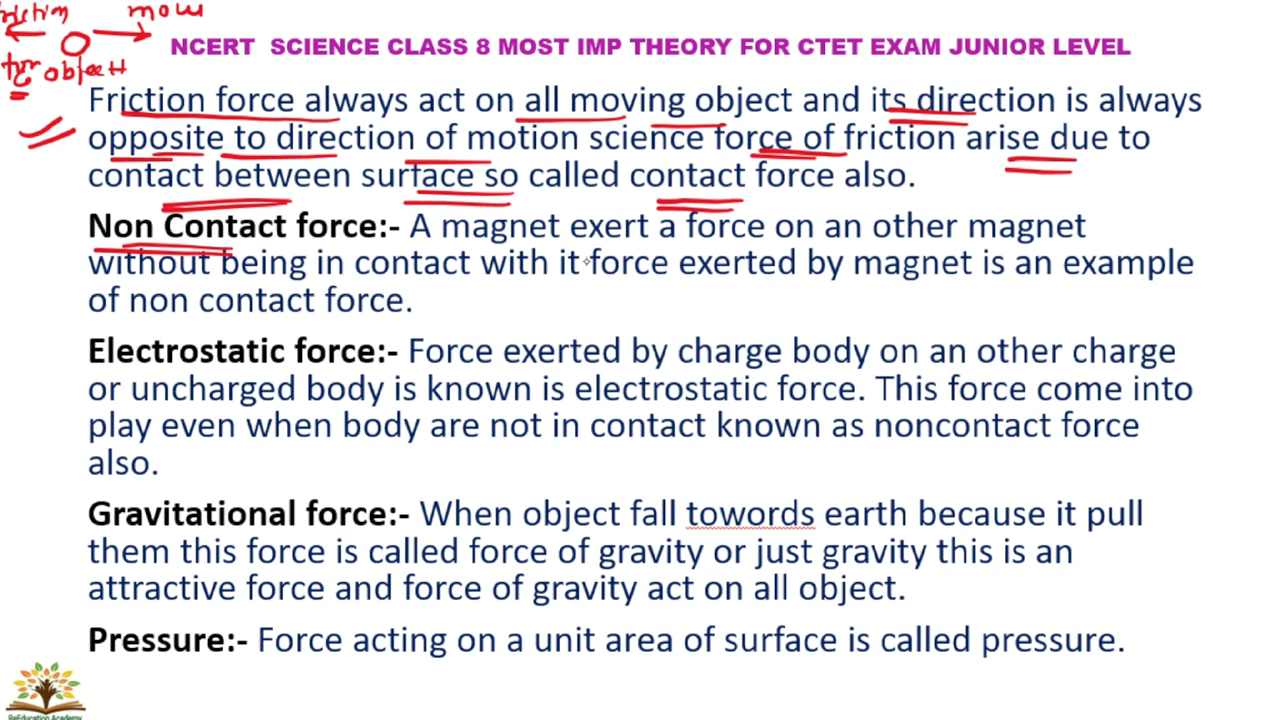 friction
move
for object
NCERT SCIENCE CLASS 8 MOST IMP THEORY FOR CTET EXAM JUNIOR LEVEL
Friction force always act on all moving object and its direction is always
opposite to direction of motion science force of friction arise due to
contact between surface so called contact force also.
Non Contact force:- A magnet exert a force on an other magnet
without being in contact with it force exerted by magnet is an example
of non contact force.
Electrostatic force:- Force exerted by charge body on an other charge
or uncharged body is known is electrostatic force. This force come into
play even when body are not in contact known as noncontact force
also.
Gravitational force:- When object fall towords earth because it pull
them this force is called force of gravity or just gravity this is an
attractive force and force of gravity act on all object.
Pressure:- Force acting on a unit area of surface is called pressure.
BeEducation Academy